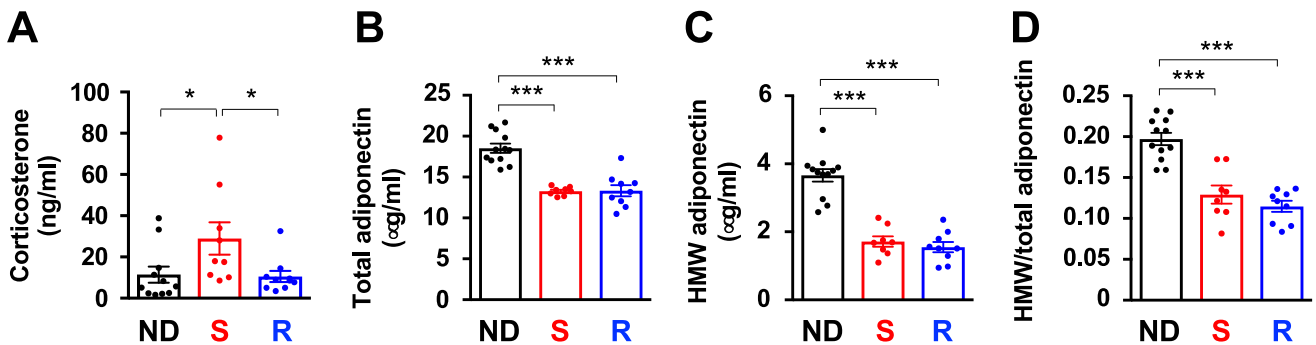 A
Corticosterone
(ng/ml)
100
80
60
40
20
0
*
*
ND
S
R
B
Total adiponectin
(αg/ml)
25
20
15
10
5
0
***
***
ND
S
R
C
HMW adiponectin
(αg/ml)
6
4
2
0
***
***
ND
S
R
D
HMW/total adiponectin
0.25
0.20
0.15
0.10
0.05
0
***
***
ND
S
R